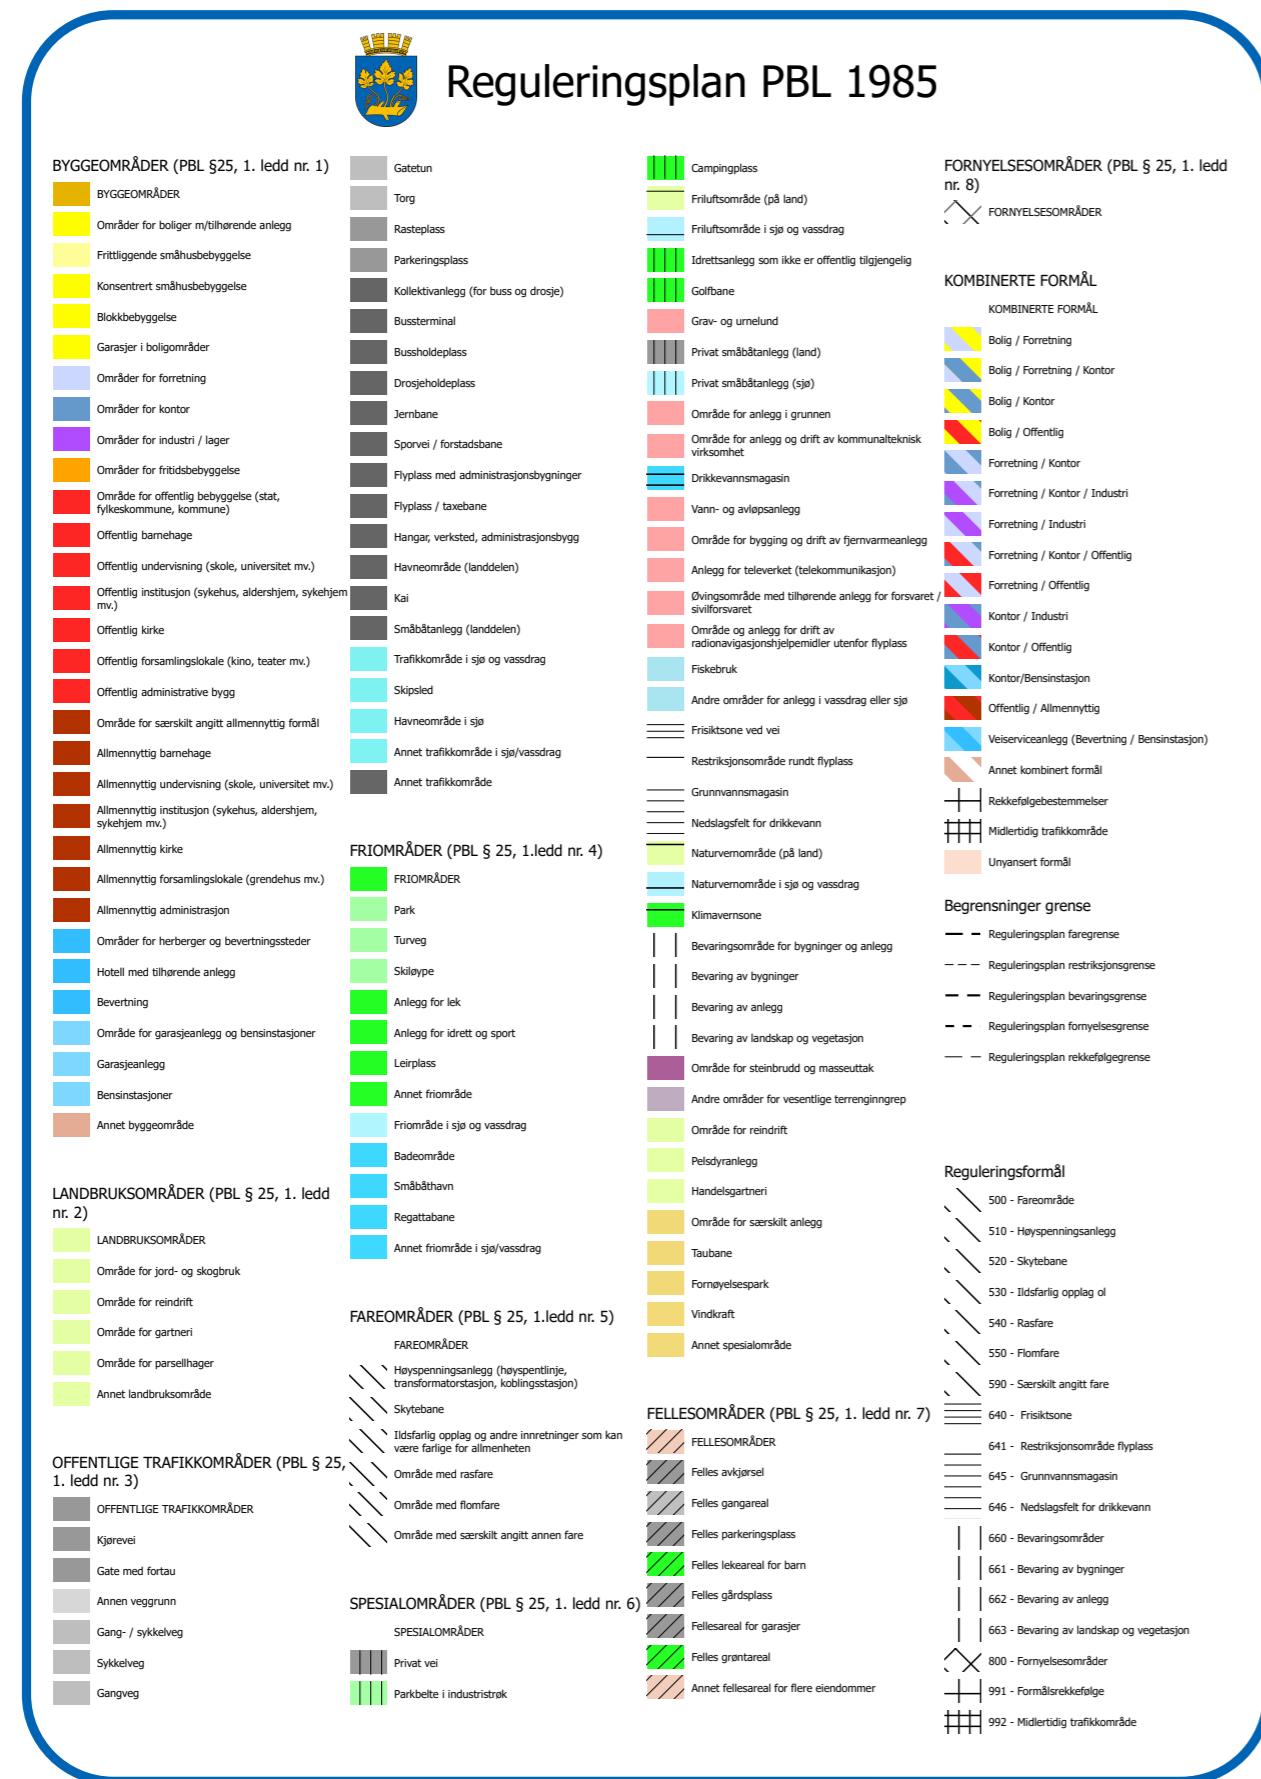 Reguleringsplan PBL 1985
BYGGEOMRÅDER (PBL §25, 1. ledd nr. 1)
BYGGEOMRÅDER
Områder for boliger m/tilhørende anlegg
Frittliggende småhusbebyggelse
Konsentrert småhusbebyggelse
Blokkbebyggelse
Garasjer i boligområder
Områder for forretning
Områder for kontor
Områder for industri / lager
Områder for fritidsbebyggelse
Område for offentlig bebyggelse (stat,
fylkeskommune, kommune)
Offentlig barnehage
Offentlig undervisning (skole, universitet mv.)
Offentlig institusjon (sykehus, aldershjem, sykehjem
mv.)
Offentlig kirke
Offentlig forsamlingslokale (kino, teater mv.)
Offentlig administrative bygg
Område for særskilt angitt allmennyttig formål
Allmennyttig barnehage
Allmennyttig undervisning (skole, universitet mv.)
Allmennyttig institusjon (sykehus, aldershjem,
sykehjem mv.)
Allmennyttig kirke
Allmennyttig forsamlingslokale (grendehus mv.)
Allmennyttig administrasjon
Områder for herberger og bevertningssteder
Hotell med tilhørende anlegg
Bevertning
Område for garasjeanlegg og bensinstasjoner
Garasjeanlegg
Bensinstasjoner
Annet byggeområde
LANDBRUKSOMRÅDER (PBL § 25, 1. ledd
nr. 2)
LANDBRUKSOMRÅDER
Område for jord- og skogbruk
Område for reindrift
Område for gartneri
Område for parsellhager
Annet landbruksområde
OFFENTLIGE TRAFIKKOMRÅDER (PBL § 25,
1. ledd nr. 3)
OFFENTLIGE TRAFIKKOMRÅDER
Kjørevei
Gate med fortau
Annen veggrunn
Gang- / sykkelveg
Sykkelveg
Gangveg
Gatetun
Torg
Rasteplass
Parkeringsplass
Kollektivanlegg (for buss og drosje)
Bussterminal
Bussholdeplass
Drosjeholdeplass
Jernbane
Sporvei / forstadsbane
Flyplass med administrasjonsbygninger
Flyplass / taxebane
Hangar, verksted, administrasjonsbygg
Havneområde (landdelen)
Kai
Småbåtanlegg (landdelen)
Trafikkområde i sjø og vassdrag
Skipsled
Havneområde i sjø
Annet trafikkområde i sjø/vassdrag
Annet trafikkområde
FRIOMRÅDER (PBL § 25, 1.ledd nr. 4)
FRIOMRÅDER
Park
Turveg
Skiløype
Anlegg for lek
Anlegg for idrett og sport
Leirplass
Annet friområde
Friområde i sjø og vassdrag
Badeområde
Småbåthavn
Regattabane
Annet friområde i sjø/vassdrag
FAREOMRÅDER (PBL § 25, 1.ledd nr. 5)
FAREOMRÅDER
Høyspenningsanlegg (høyspentlinje,
transformatorstasjon, koblingsstasjon)
Skytebane
Ildsfarlig opplag og andre innretninger som kan
være farlige for allmenheten
Område med rasfare
Område med flomfare
Område med særskilt angitt annen fare
SPESIALOMRÅDER (PBL § 25, 1. ledd nr. 6)
SPESIALOMRÅDER
Privat vei
Parkbelte i industristrøk
Campingplass
Friluftsområde (på land)
Friluftsområde i sjø og vassdrag
Idrettsanlegg som ikke er offentlig tilgjengelig
Golfbane
Grav- og urnelund
Privat småbåtanlegg (land)
Privat småbåtanlegg (sjø)
Område for anlegg i grunnen
Område for anlegg og drift av kommunalteknisk
virksomhet
Drikkevannsmagasin
Vann- og avløpsanlegg
Område for bygging og drift av fjernvarmeanlegg
Anlegg for televerket (telekommunikasjon)
Øvingsområde med tilhørende anlegg for forsvaret /
sivilforsvaret
Område og anlegg for drift av
radionavigasjonshjelpemidler utenfor flyplass
Fiskebruk
Andre områder for anlegg i vassdrag eller sjø
Frisiktsone ved vei
Restriksjonsområde rundt flyplass
Grunnvannsmagasin
Nedslagsfelt for drikkevann
Naturvernområde (på land)
Naturvernområde i sjø og vassdrag
Klimavernsone
Bevaringsområde for bygninger og anlegg
Bevaring av bygninger
Bevaring av anlegg
Bevaring av landskap og vegetasjon
Område for steinbrudd og masseuttak
Andre områder for vesentlige terrenginngrep
Område for reindrift
Pelsdyranlegg
Handelsgartneri
Område for særskilt anlegg
Taubane
Fornøyelsespark
Vindkraft
Annet spesialområde
FELLESOMRÅDER (PBL § 25, 1. ledd nr. 7)
FELLESOMRÅDER
Felles avkjørsel
Felles gangareal
Felles parkeringsplass
Felles lekeareal for barn
Felles gårdsplass
Fellesareal for garasjer
Felles grøntareal
Annet fellesareal for flere eiendommer
FORNYELSESOMRÅDER (PBL § 25, 1. ledd
nr. 8)
FORNYELSESOMRÅDER
KOMBINERTE FORMÅL
KOMBINERTE FORMÅL
Bolig / Forretning
Bolig / Forretning / Kontor
Bolig / Kontor
Bolig / Offentlig
Forretning / Kontor
Forretning / Kontor / Industri
Forretning / Industri
Forretning / Kontor / Offentlig
Forretning / Offentlig
Kontor / Industri
Kontor / Offentlig
Kontor/Bensinstasjon
Offentlig / Allmennyttig
Veiserviceanlegg (Bevertning / Bensinstasjon)
Annet kombinert formål
Rekkefølgebestemmelser
Midlertidig trafikkområde
Unyansert formål
Begrensninger grense
Reguleringsplan faregrense
Reguleringsplan restriksjonsgrense
Reguleringsplan bevaringsgrense
Reguleringsplan fornyelsesgrense
Reguleringsplan rekkefølgegrense
Reguleringsformål
500 - Fareområde
510 - Høyspenningsanlegg
520 - Skytebane
530 - Ildsfarlig opplag ol
540 - Rasfare
550 - Flomfare
590 - Særskilt angitt fare
640 - Frisiktsone
641 - Restriksjonsområde flyplass
645 - Grunnvannsmagasin
646 - Nedslagsfelt for drikkevann
660 - Bevaringsområder
661 - Bevaring av bygninger
662 - Bevaring av anlegg
663 - Bevaring av landskap og vegetasjon
800 - Fornyelsesområder
991 - Formålsrekkefølge
992 - Midlertidig trafikkområde